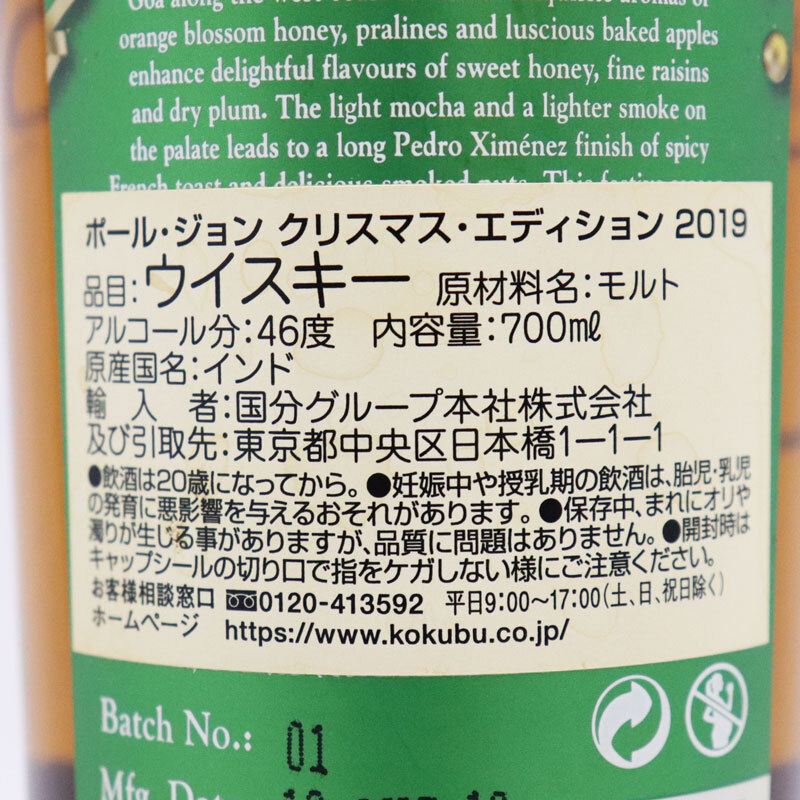 Goa along the west
orange blossom honey, pralines and luscious baked apples
enhance delightful flavours of sweet honey, fine raisins
and dry plum. The light mocha and a lighter smoke on
the palate leads to a long Pedro Ximénez finish of spicy
French toast and delicious smoked nuts. This festive
ポール・ジョン クリスマス・エディション 2019
品目：ウイスキー 原材料名：モルト
アルコール分：46度 内容量：700mℓ
原産国名：インド
輸入者：国分グループ本社株式会社
及び引取先：東京都中央区日本橋1ー1ー1
●飲酒は20歳になってから。●妊娠中や授乳期の飲酒は、胎児・乳児
の発育に悪影響を与えるおそれがあります。●保存中、まれにオリや
濁りが生じる事がありますが、品質に問題はありません。●開封時は
キャップシールの切り口で指をケガしない様にご注意ください。
お客様相談窓口 0120-413592 平日9:00〜17:00(土、日、祝日除く)
ホームページ https://www.kokubu.co.jp/
Batch No.: 01
Mfg. Dat